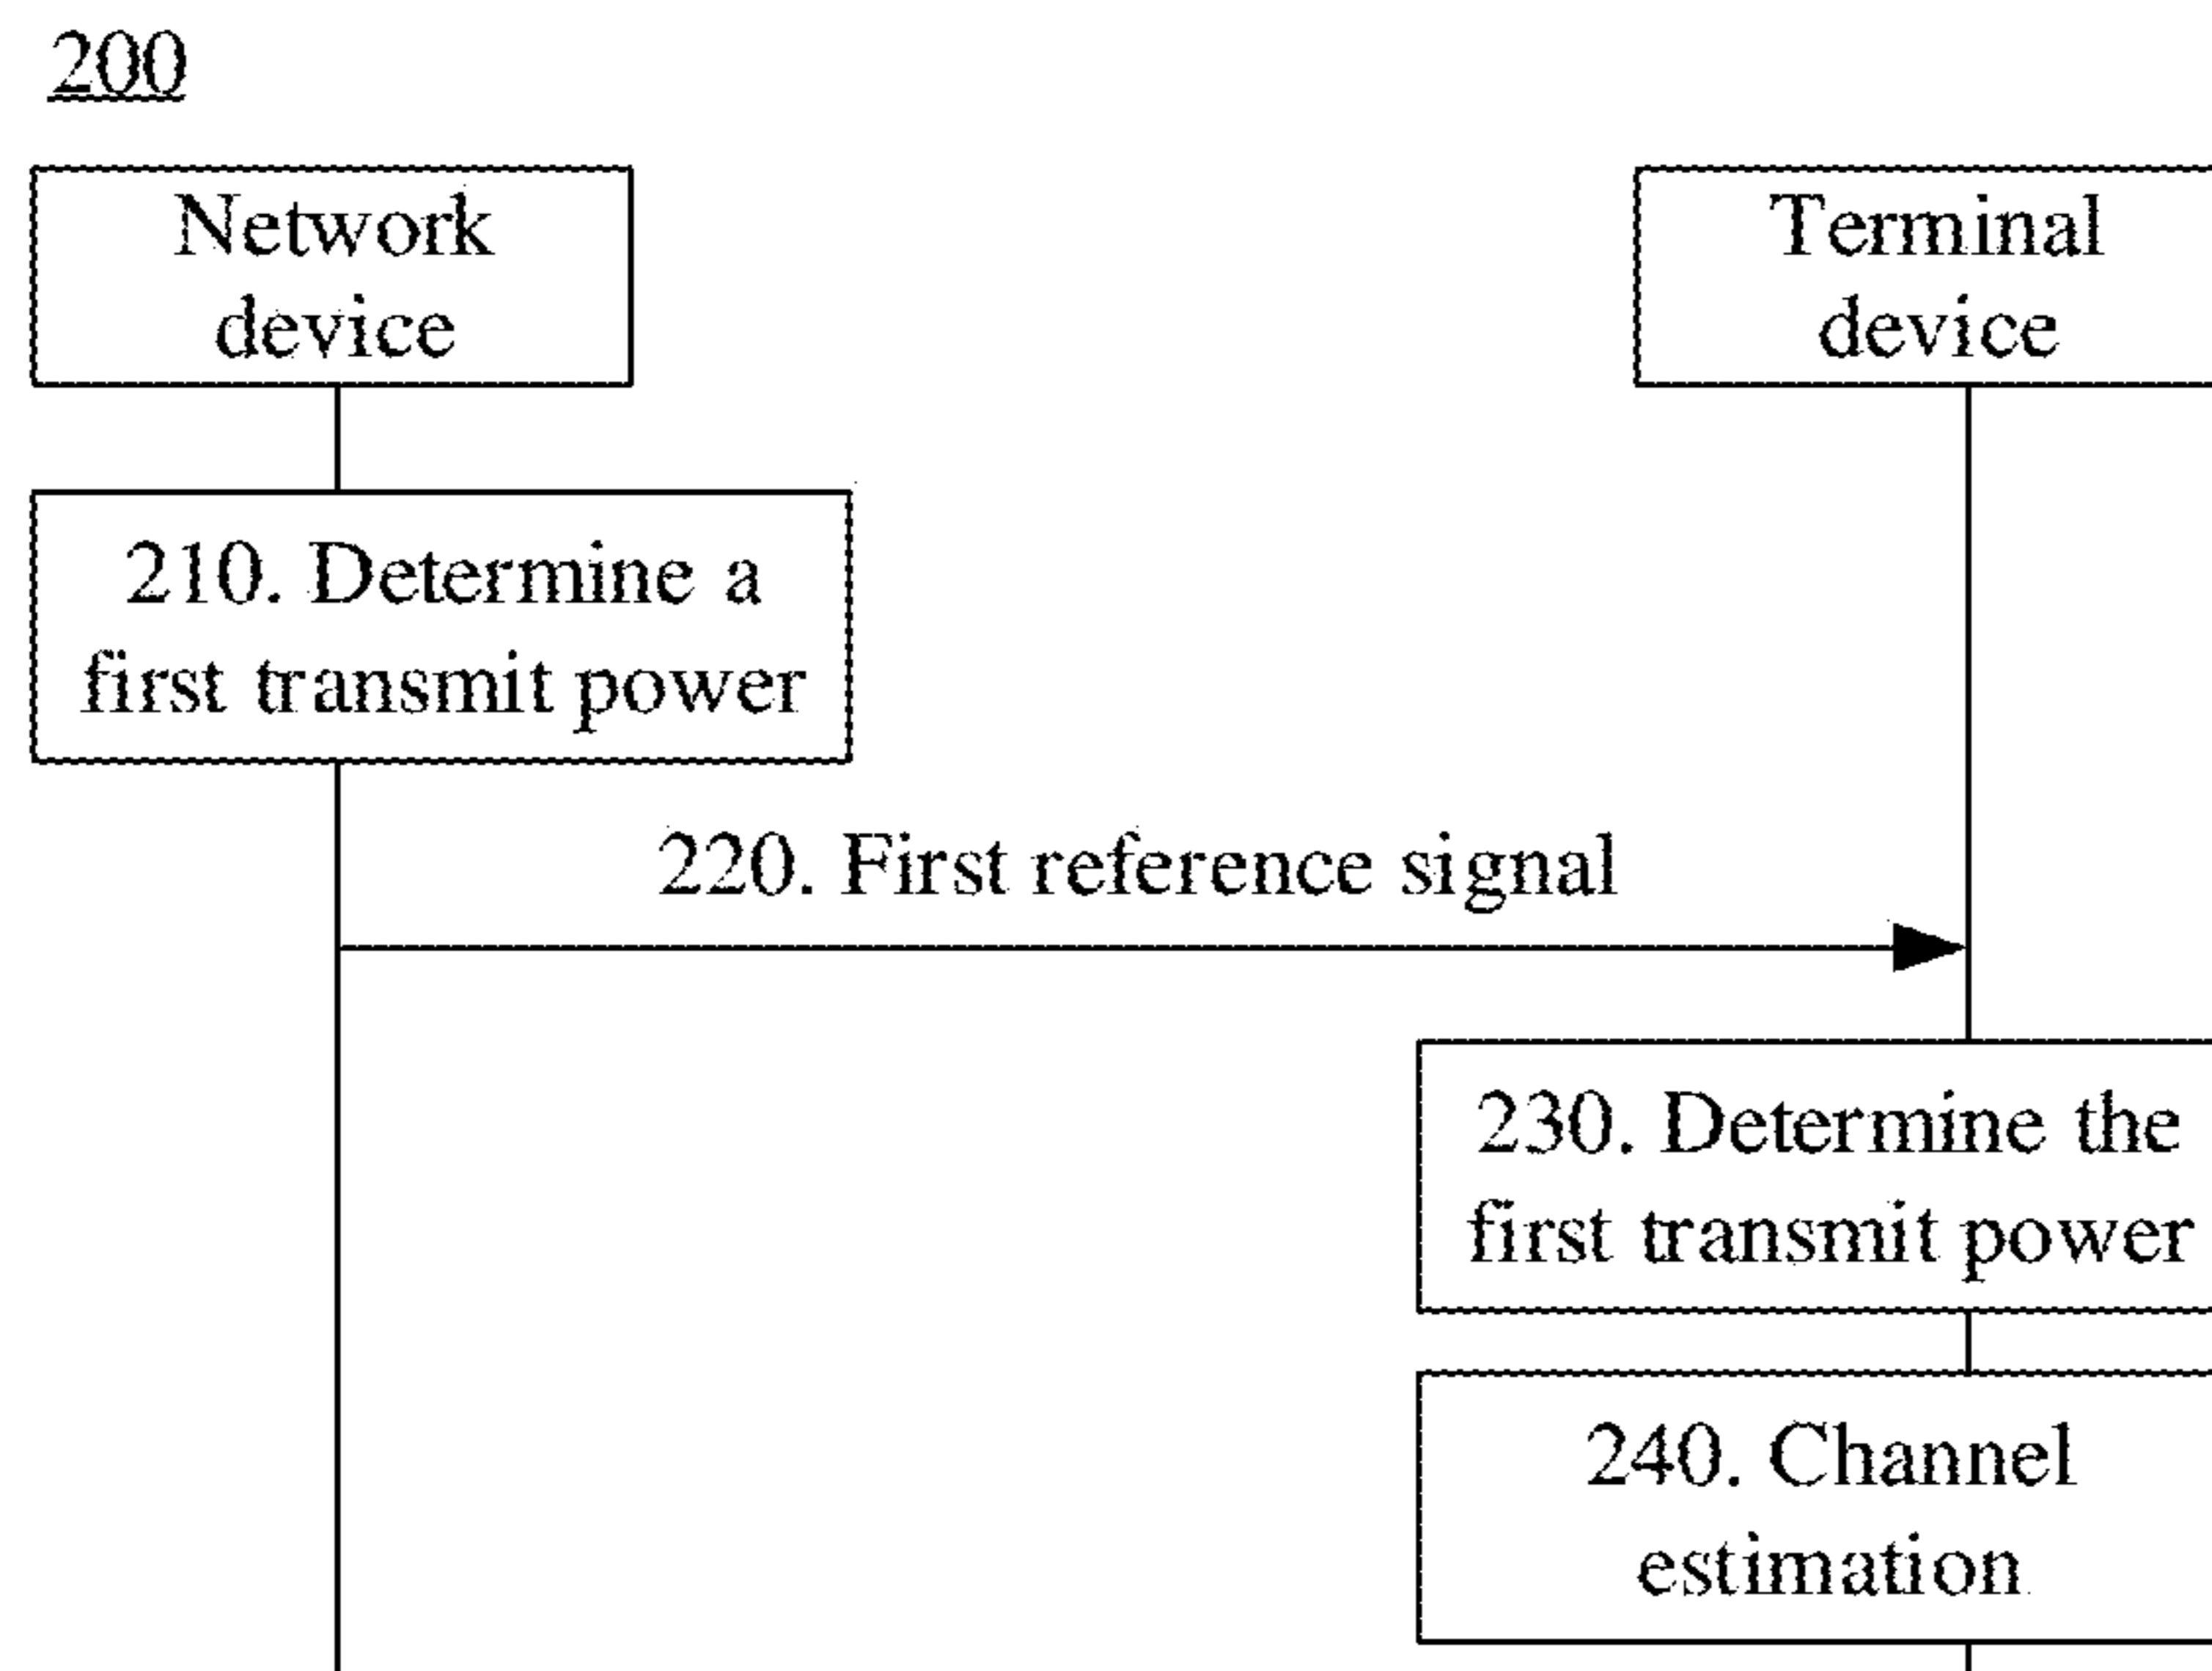 200
Network
device
Terminal
device
210. Determine a
first transmit power
220. First reference signal
230. Determine the
first transmit power
240. Channel
estimation